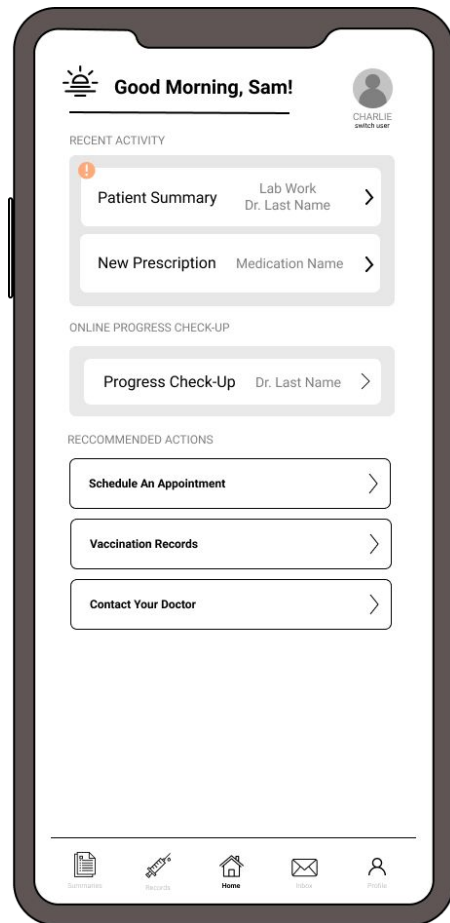 Good Morning, Sam!
CHARLIE
switch user
RECENT ACTIVITY
!
Patient Summary
Lab Work
Dr. Last Name
New Prescription Medication Name
ONLINE PROGRESS CHECK-UP
Progress Check-Up Dr. Last Name
RECCOMMENDED ACTIONS
Schedule An Appointment
Vaccination Records
Contact Your Doctor
Summaries Records Home Inbox Profile